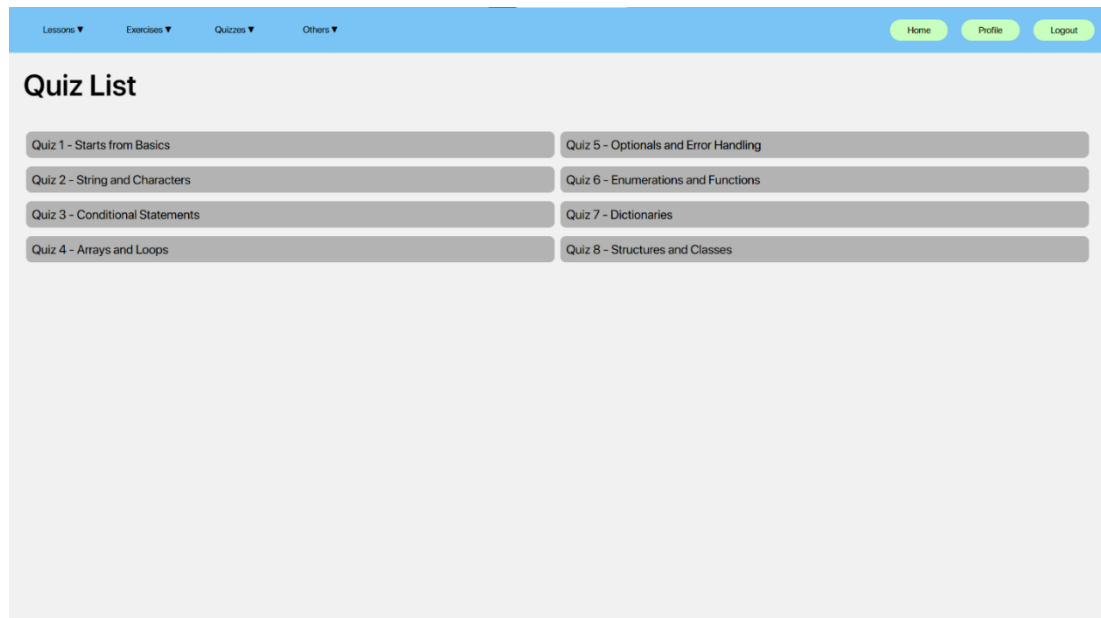 Lessons ▼ Exercises ▼ Quizzes ▼ Others ▼ Home Profile Logout
Quiz List
Quiz 1 - Starts from Basics
Quiz 2 - String and Characters
Quiz 3 - Conditional Statements
Quiz 4 - Arrays and Loops
Quiz 5 - Optionals and Error Handling
Quiz 6 - Enumerations and Functions
Quiz 7 - Dictionaries
Quiz 8 - Structures and Classes